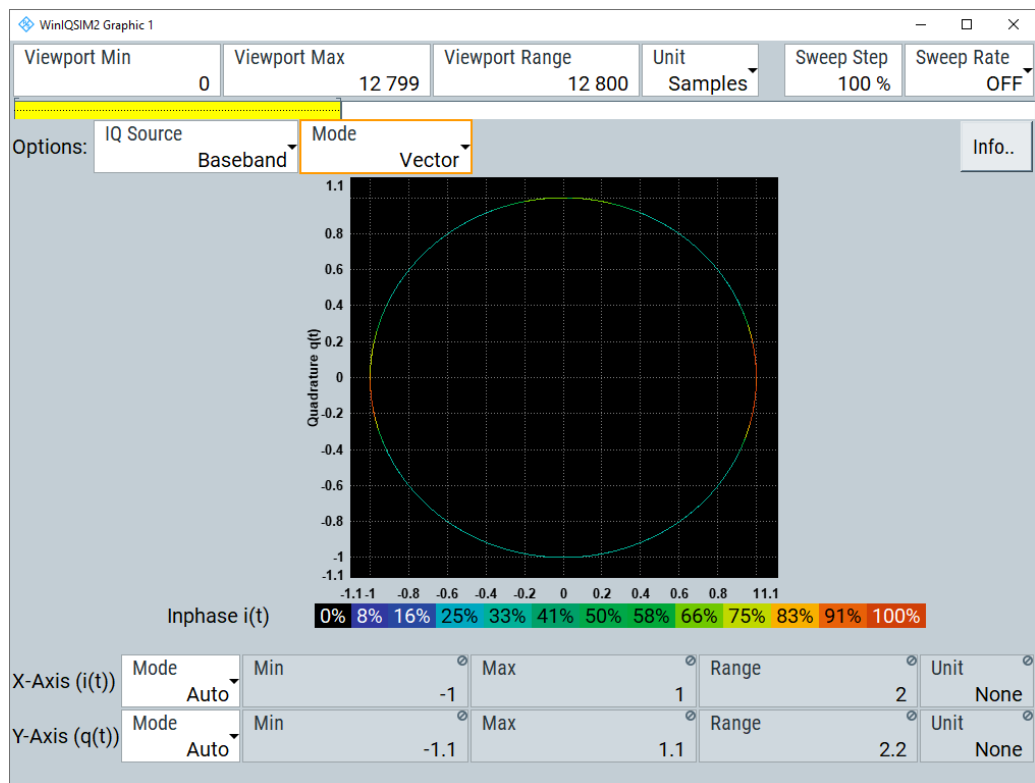 WinIQSIM2 Graphic 1
Viewport Min Viewport Max Viewport Range Unit Sweep Step Sweep Rate
0 12 799 12 800 Samples 100 % OFF
Options: IQ Source Baseband Mode Vector Info..
1.1
0.8
0.6
0.4
0.2
0
-0.2
-0.4
-0.6
-0.8
-1
-1.1
Quadrature q(t)
-1.1 -1 -0.8 -0.6 -0.4 -0.2 0 0.2 0.4 0.6 0.8 1 1.1
Inphase i(t) 0% 8% 16% 25% 33% 41% 50% 58% 66% 75% 83% 91% 100%
X-Axis (i(t)) Mode Auto Min -1 Max 1 Range 2 Unit None
Y-Axis (q(t)) Mode Auto Min -1.1 Max 1.1 Range 2.2 Unit None